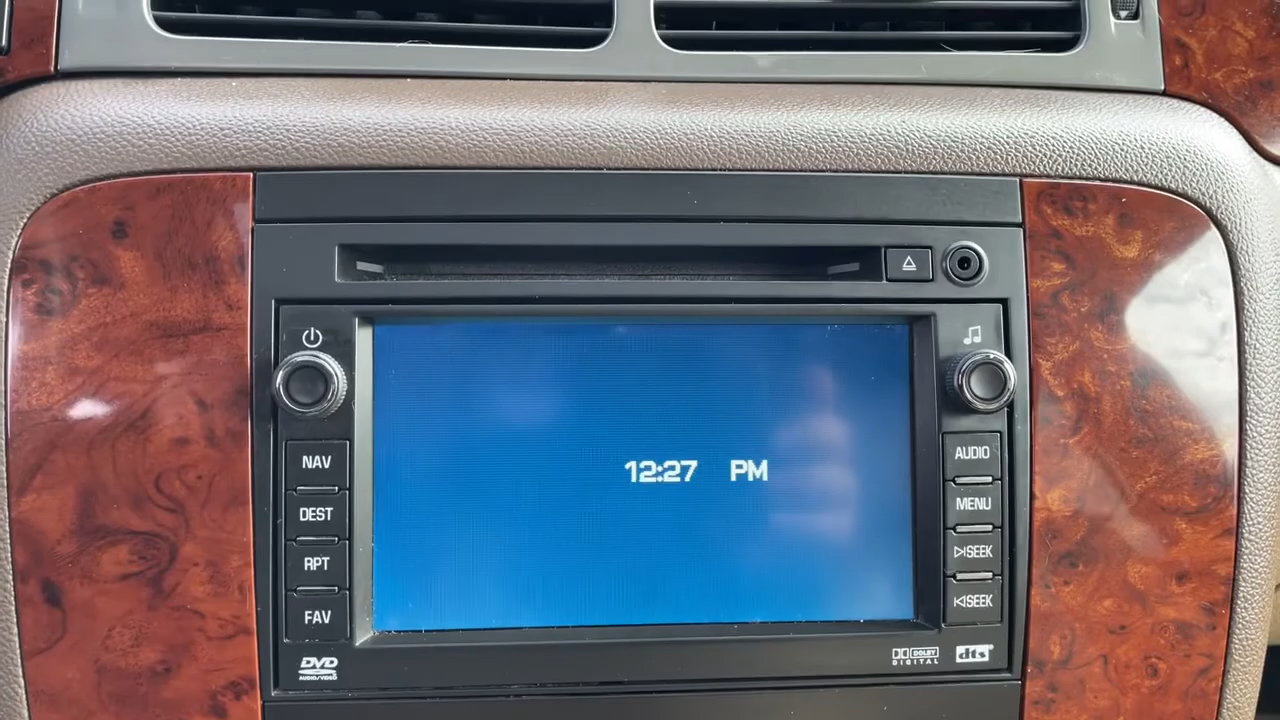 NAV
DEST
RPT
FAV
12:27 PM
AUDIO
MENU
SEEK
SEEK
DVD
AUDIO/VIDEO
DOLBY
DIGITAL
dts